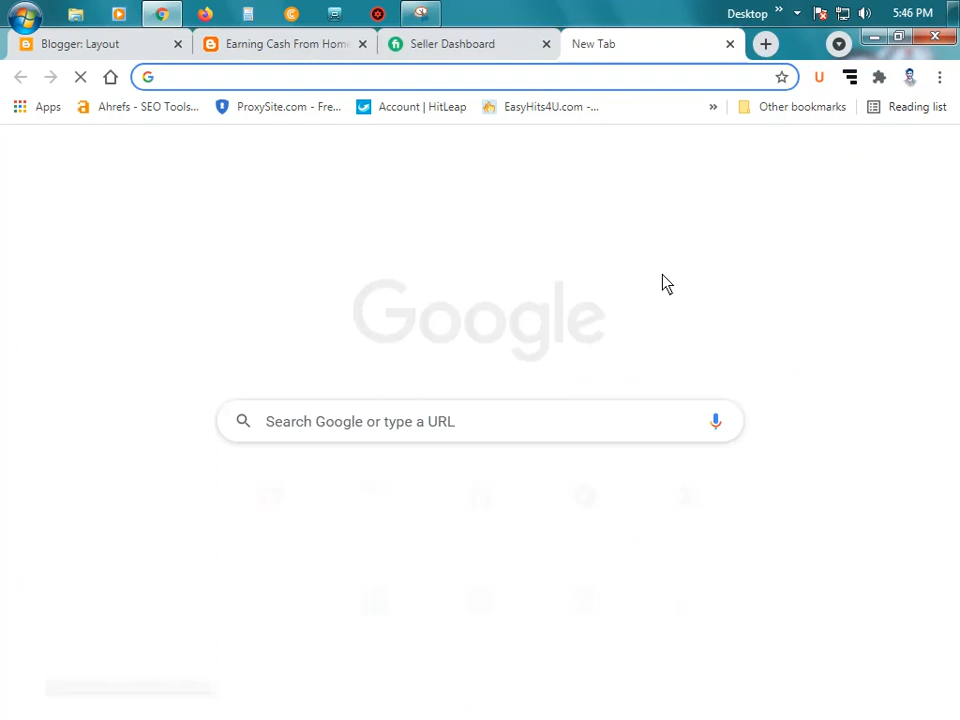 Desktop » 5:46 PM
Blogger: Layout Earning Cash From Home Seller Dashboard New Tab
Apps Ahrefs - SEO Tools... ProxySite.com - Fre... Account | HitLeap EasyHits4U.com -... » Other bookmarks Reading list
Google
Search Google or type a URL